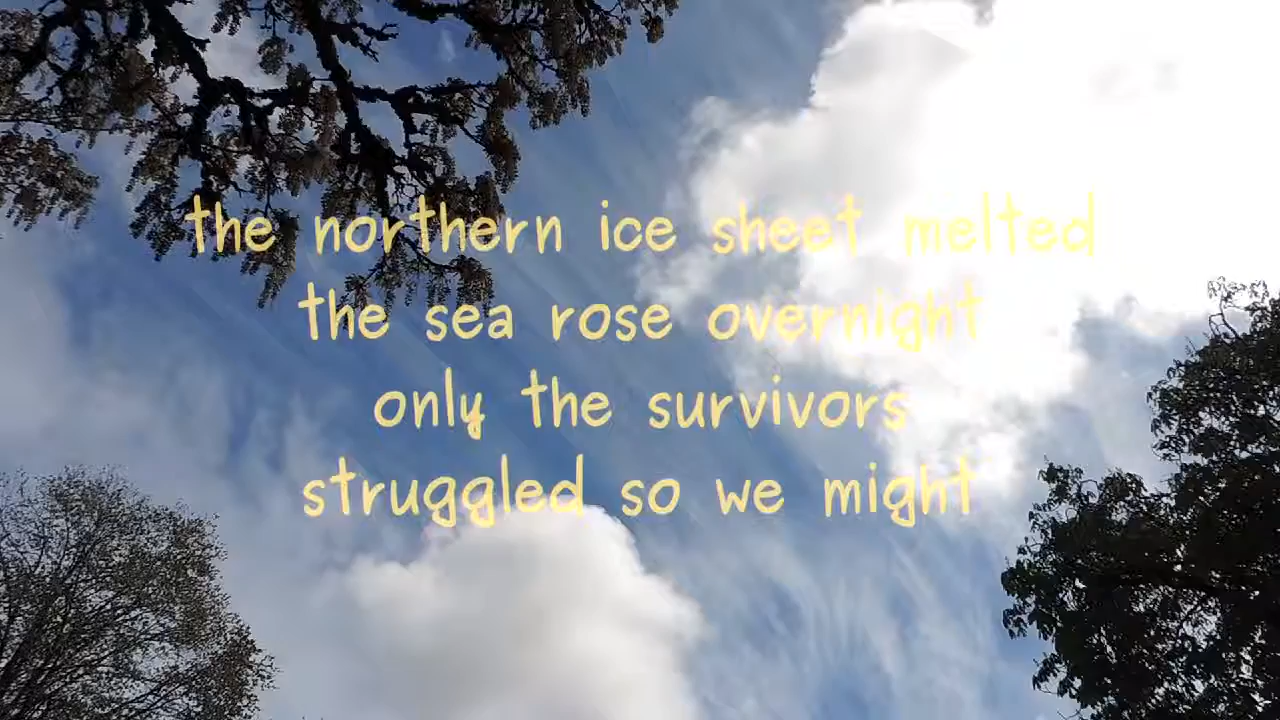 the northern ice sheet melted
the sea rose overnight
only the survivors
struggled so we might